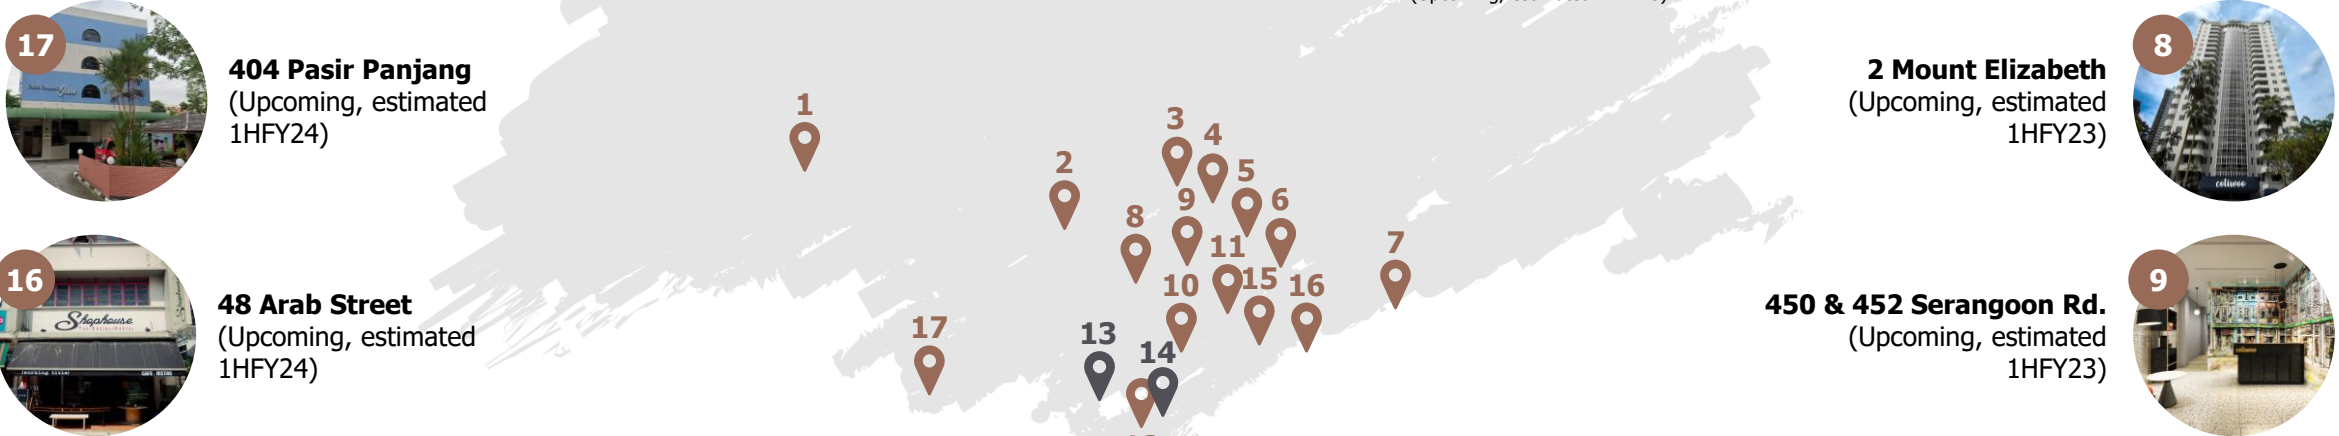 17
404 Pasir Panjang
(Upcoming, estimated
1HFY24)
8
2 Mount Elizabeth
(Upcoming, estimated
1HFY23)
coliwoo
1
2
3
4
5
6
7
8
9
10
11
15
16
17
13
14
16
Shophouse
48 Arab Street
(Upcoming, estimated
1HFY24)
9
450 & 452 Serangoon Rd.
(Upcoming, estimated
1HFY23)